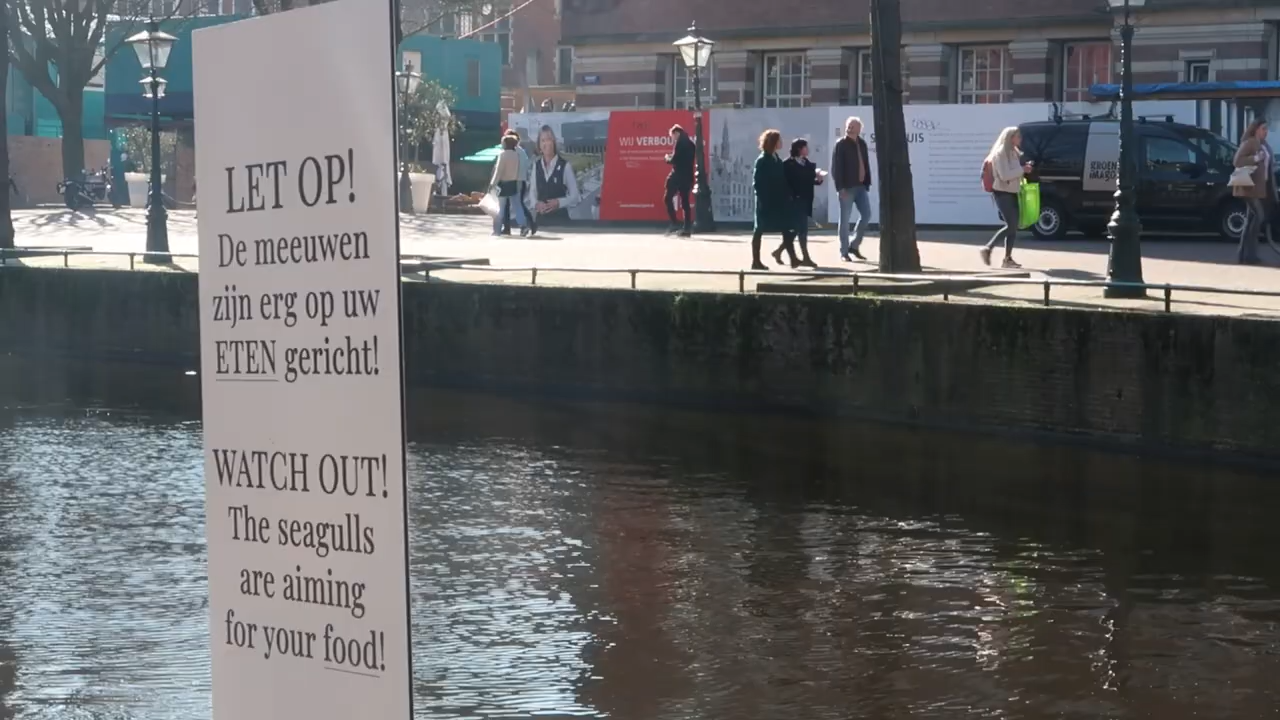 LET OP!
De meeuwen
zijn erg op uw
ETEN gericht!
WATCH OUT!
The seagulls
are aiming
for your food!
WIJ VERBOU